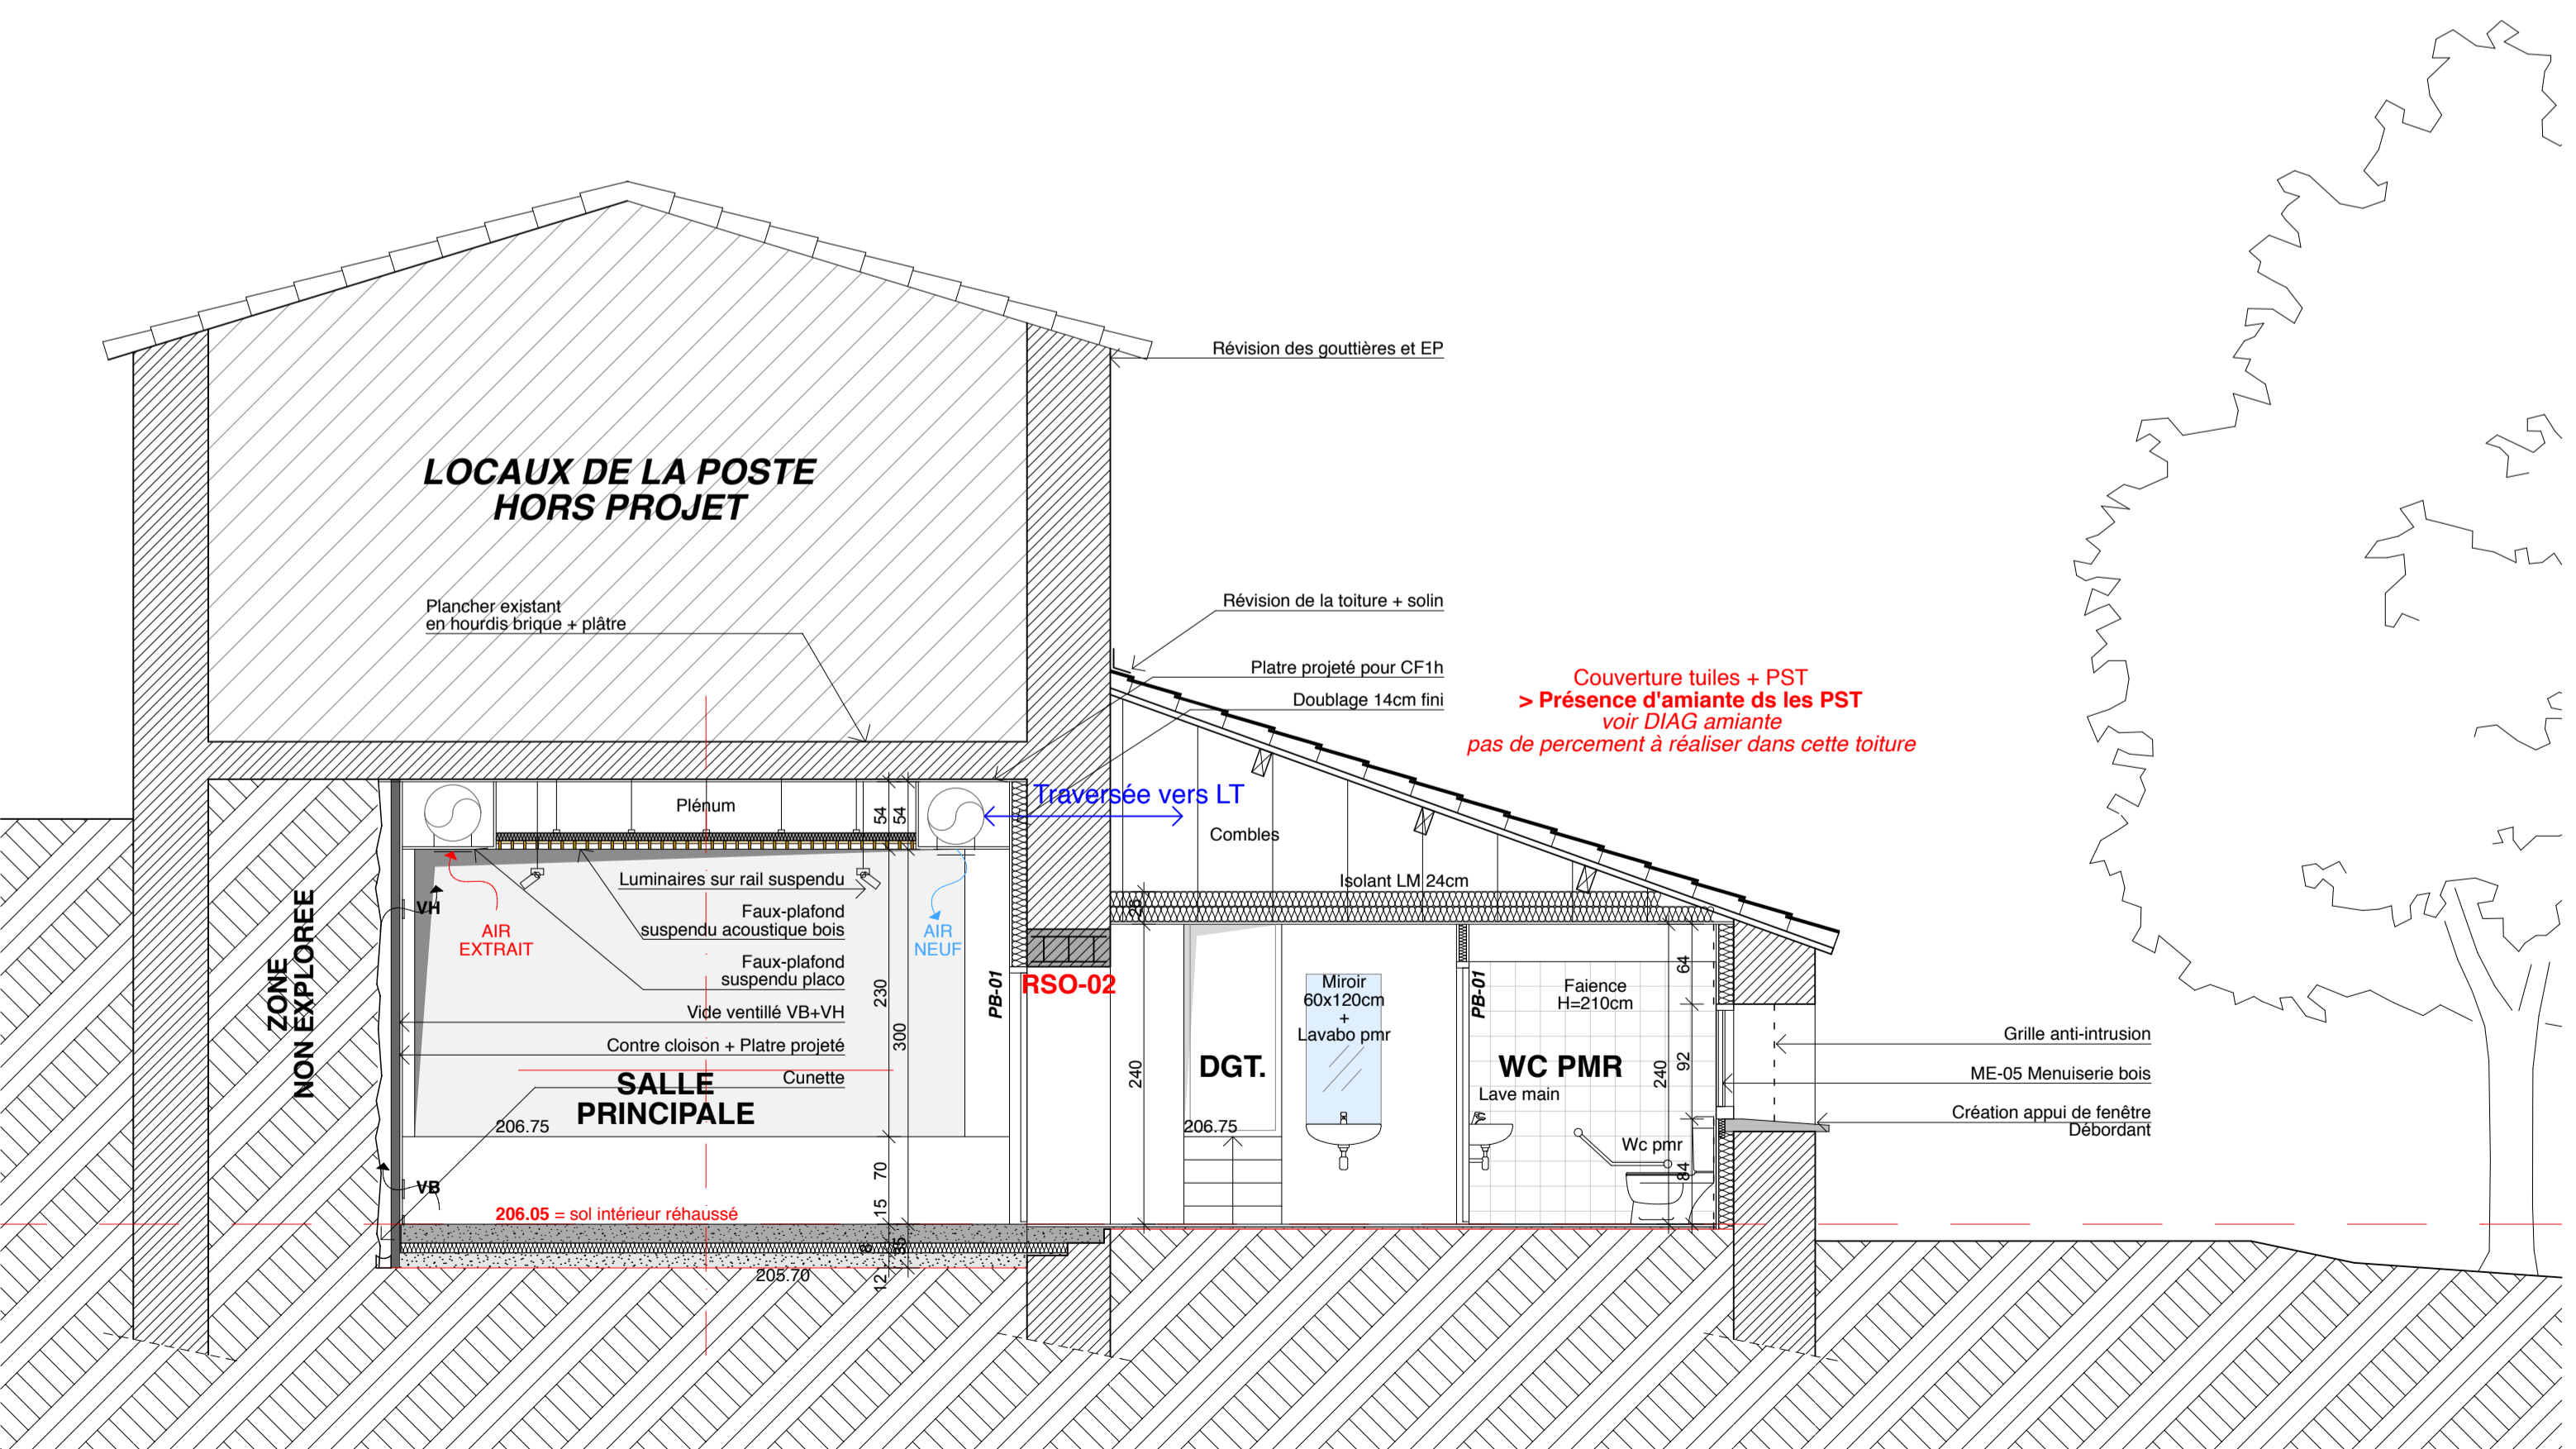 Révision des gouttières et EP
LOCAUX DE LA POSTE
HORS PROJET
Plancher existant
en hourdis brique + plâtre
Révision de la toiture + solin
Platre projeté pour CF1h
Doublage 14cm fini
Couverture tuiles + PST
> Présence d'amiante ds les PST
voir DIAG amiante
pas de percement à réaliser dans cette toiture
Traversée vers LT
Plénum
54
54
Combles
Isolant LM 24cm
Luminaires sur rail suspendu
VH
Faux-plafond
suspendu acoustique bois
AIR
EXTRAIT
AIR
NEUF
Faux-plafond
suspendu placo
ZONE
NON EXPLOREE
Vide ventillé VB+VH
Contre cloison + Platre projeté
Cunette
SALLE
PRINCIPALE
230
300
PB-01
RSO-02
240
DGT.
Miroir
60x120cm
+
Lavabo pmr
PB-01
Faience
H=210cm
WC PMR
Lave main
64
92
240
84
Wc pmr
Grille anti-intrusion
ME-05 Menuiserie bois
Création appui de fenêtre
Débordant
206.75
206.75
70
VB
15
206.05 = sol intérieur réhaussé
8
35
205.70
12